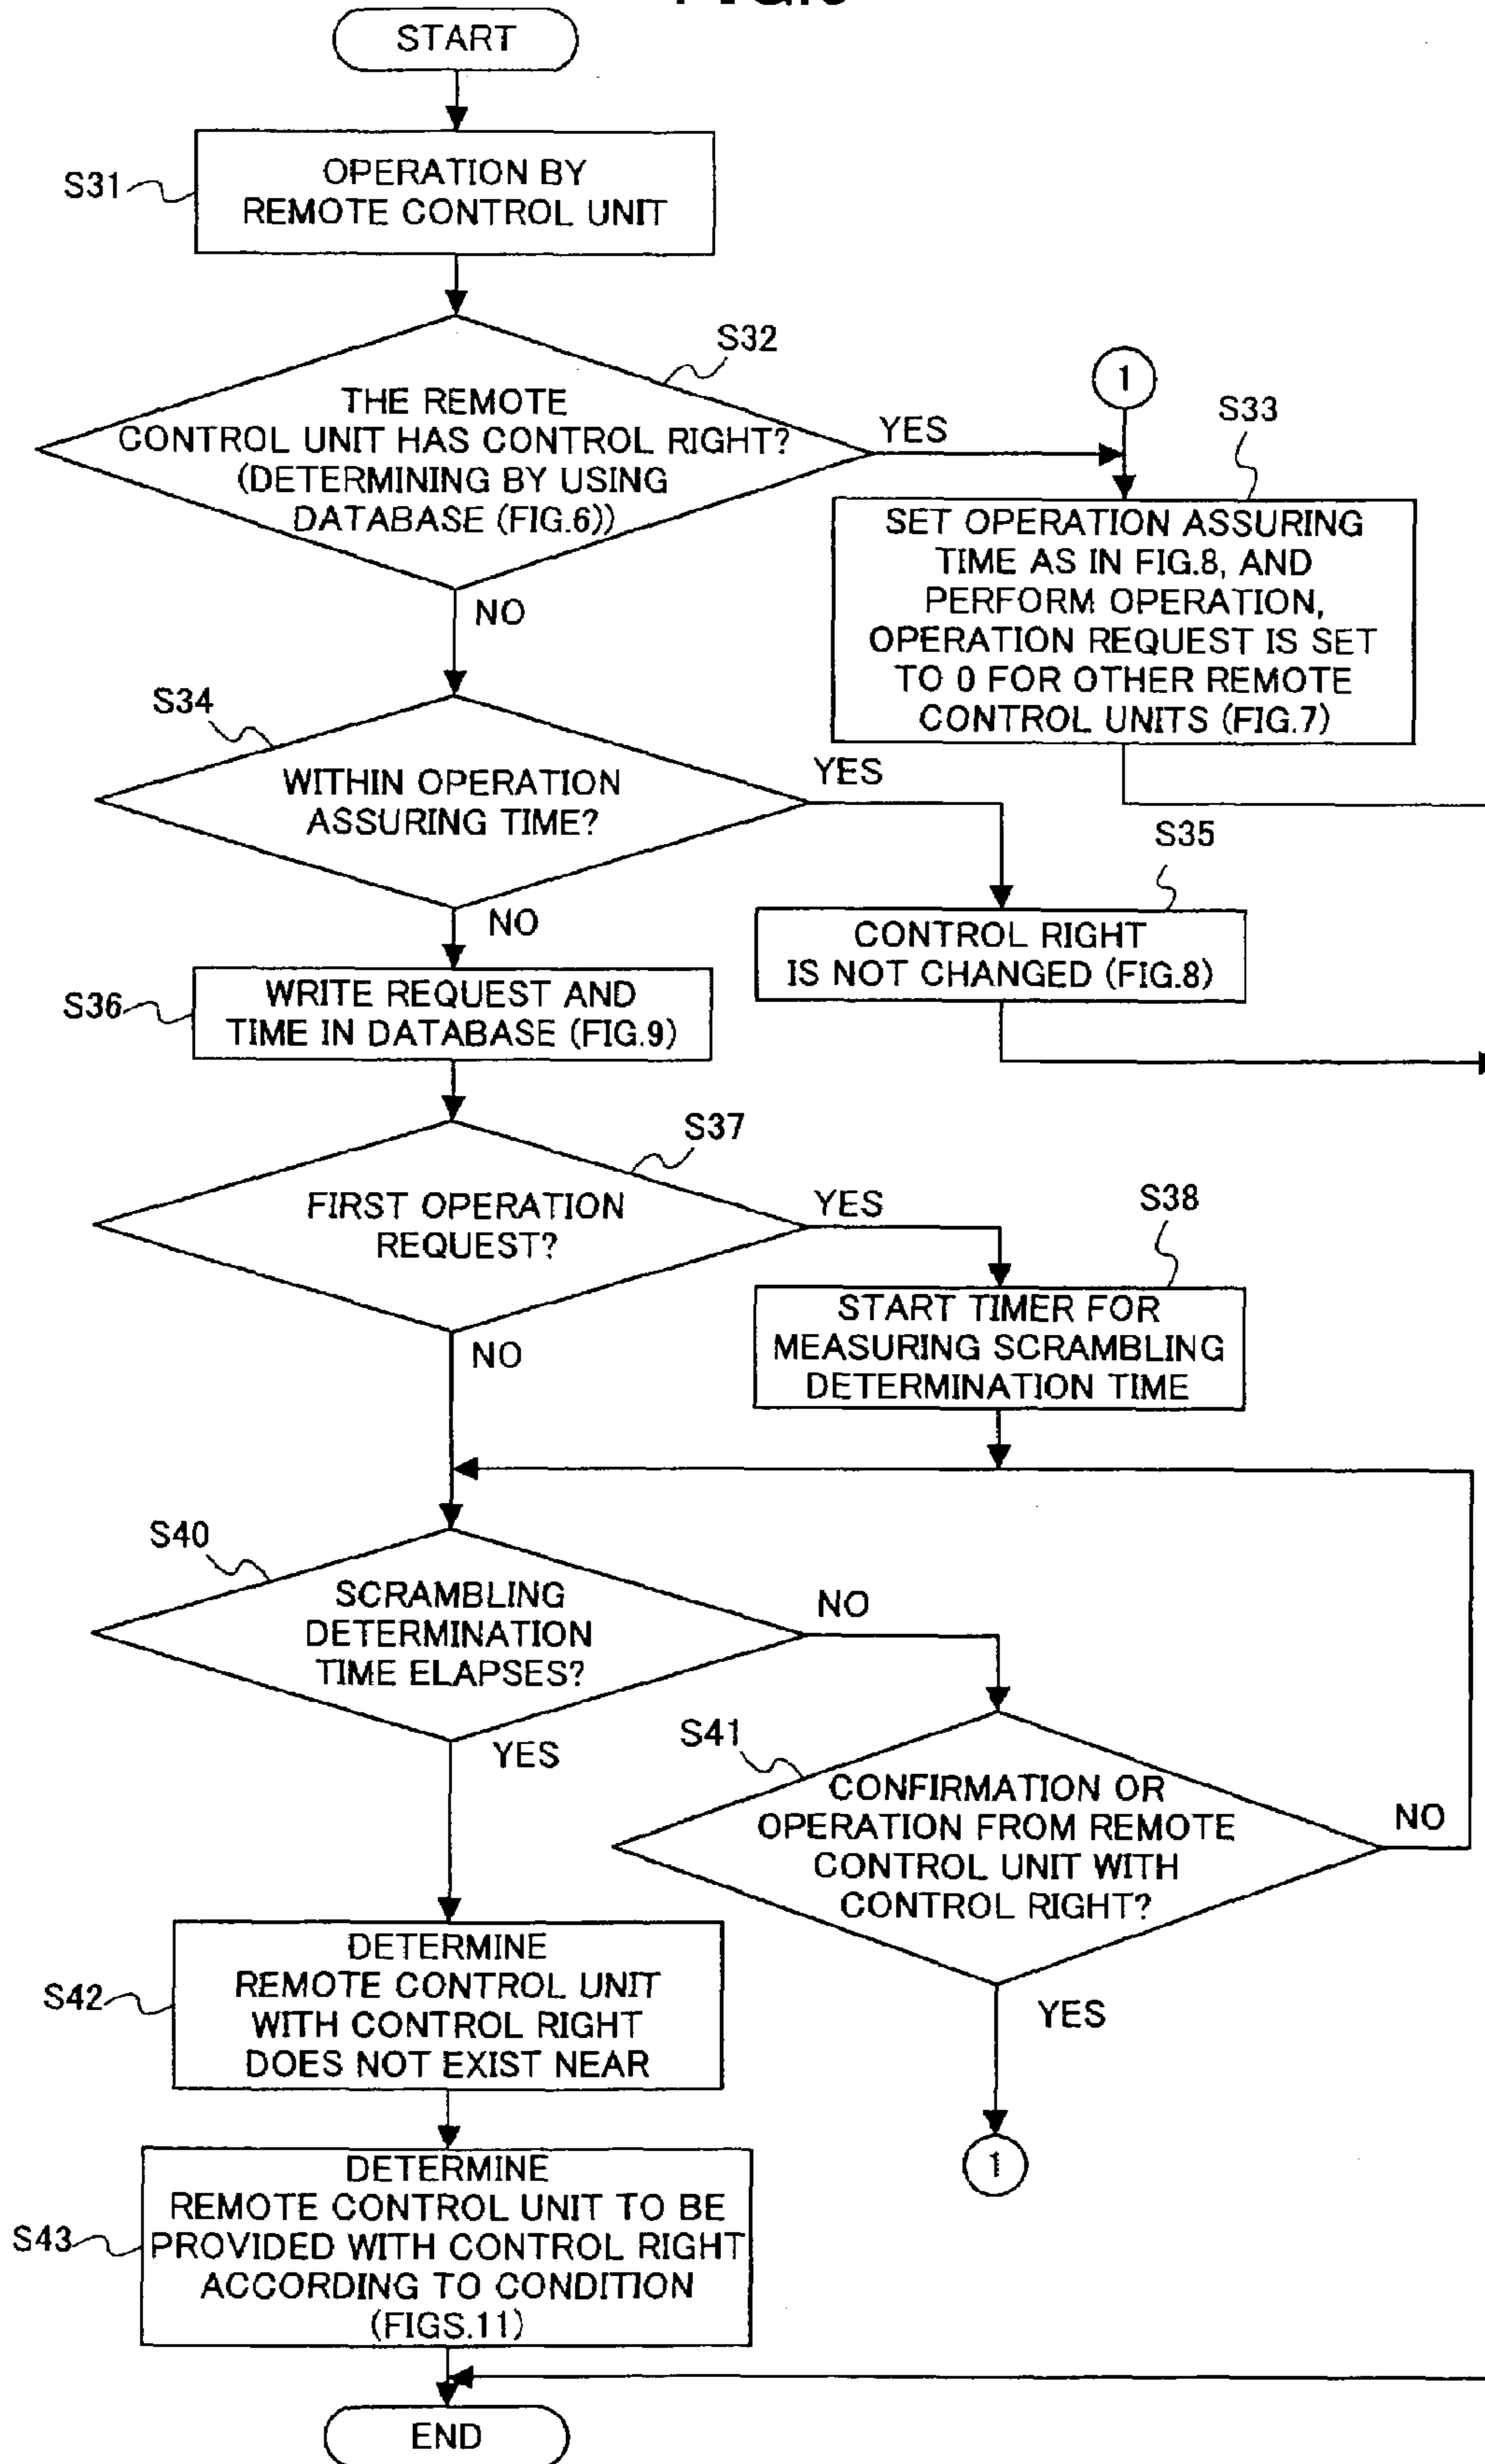 START
S31
OPERATION BY
REMOTE CONTROL UNIT
S32
THE REMOTE
CONTROL UNIT HAS CONTROL RIGHT?
(DETERMINING BY USING
DATABASE (FIG.6))
YES
NO
1
S33
SET OPERATION ASSURING
TIME AS IN FIG.8, AND
PERFORM OPERATION,
OPERATION REQUEST IS SET
TO 0 FOR OTHER REMOTE
CONTROL UNITS (FIG.7)
S34
WITHIN OPERATION
ASSURING TIME?
YES
NO
S35
CONTROL RIGHT
IS NOT CHANGED (FIG.8)
S36
WRITE REQUEST AND
TIME IN DATABASE (FIG.9)
S37
FIRST OPERATION
REQUEST?
YES
NO
S38
START TIMER FOR
MEASURING SCRAMBLING
DETERMINATION TIME
S40
SCRAMBLING
DETERMINATION
TIME ELAPSES?
NO
YES
S41
CONFIRMATION OR
OPERATION FROM REMOTE
CONTROL UNIT WITH
CONTROL RIGHT?
NO
YES
1
S42
DETERMINE
REMOTE CONTROL UNIT
WITH CONTROL RIGHT
DOES NOT EXIST NEAR
S43
DETERMINE
REMOTE CONTROL UNIT TO BE
PROVIDED WITH CONTROL RIGHT
ACCORDING TO CONDITION
(FIGS.11)
END